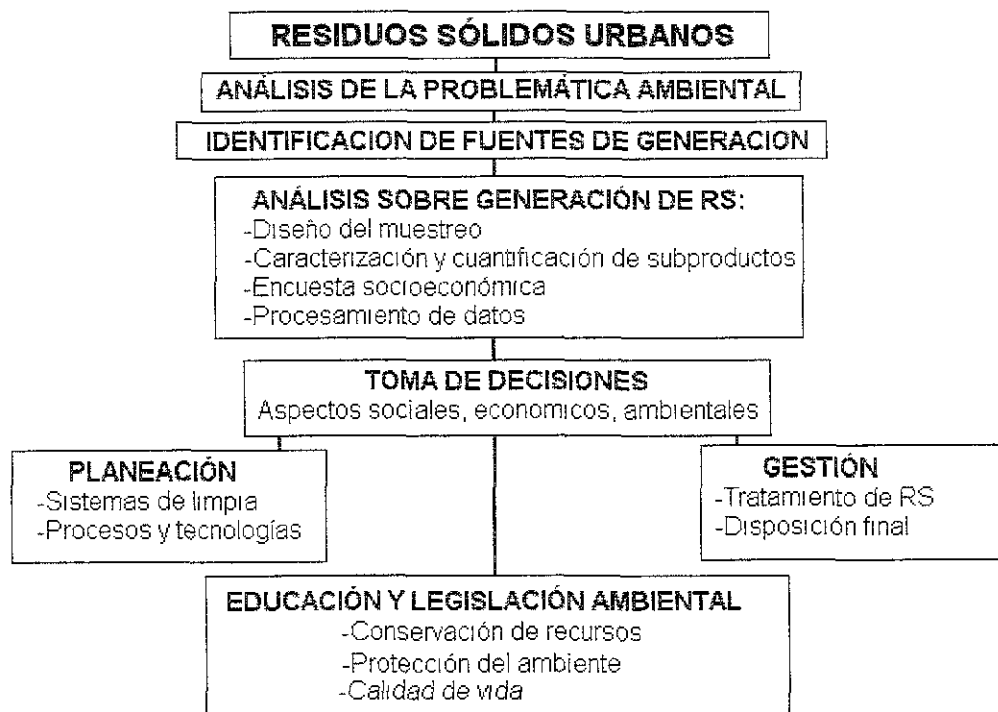 RESIDUOS SÓLIDOS URBANOS
ANÁLISIS DE LA PROBLEMÁTICA AMBIENTAL
IDENTIFICACION DE FUENTES DE GENERACION
ANÁLISIS SOBRE GENERACIÓN DE RS:
-Diseño del muestreo
-Caracterización y cuantificación de subproductos
-Encuesta socioeconómica
-Procesamiento de datos
TOMA DE DECISIONES
Aspectos sociales, economicos, ambientales
PLANEACIÓN
-Sistemas de limpia
-Procesos y tecnologías
GESTIÓN
-Tratamiento de RS
-Disposición final
EDUCACIÓN Y LEGISLACIÓN AMBIENTAL
-Conservación de recursos
-Protección del ambiente
-Calidad de vida